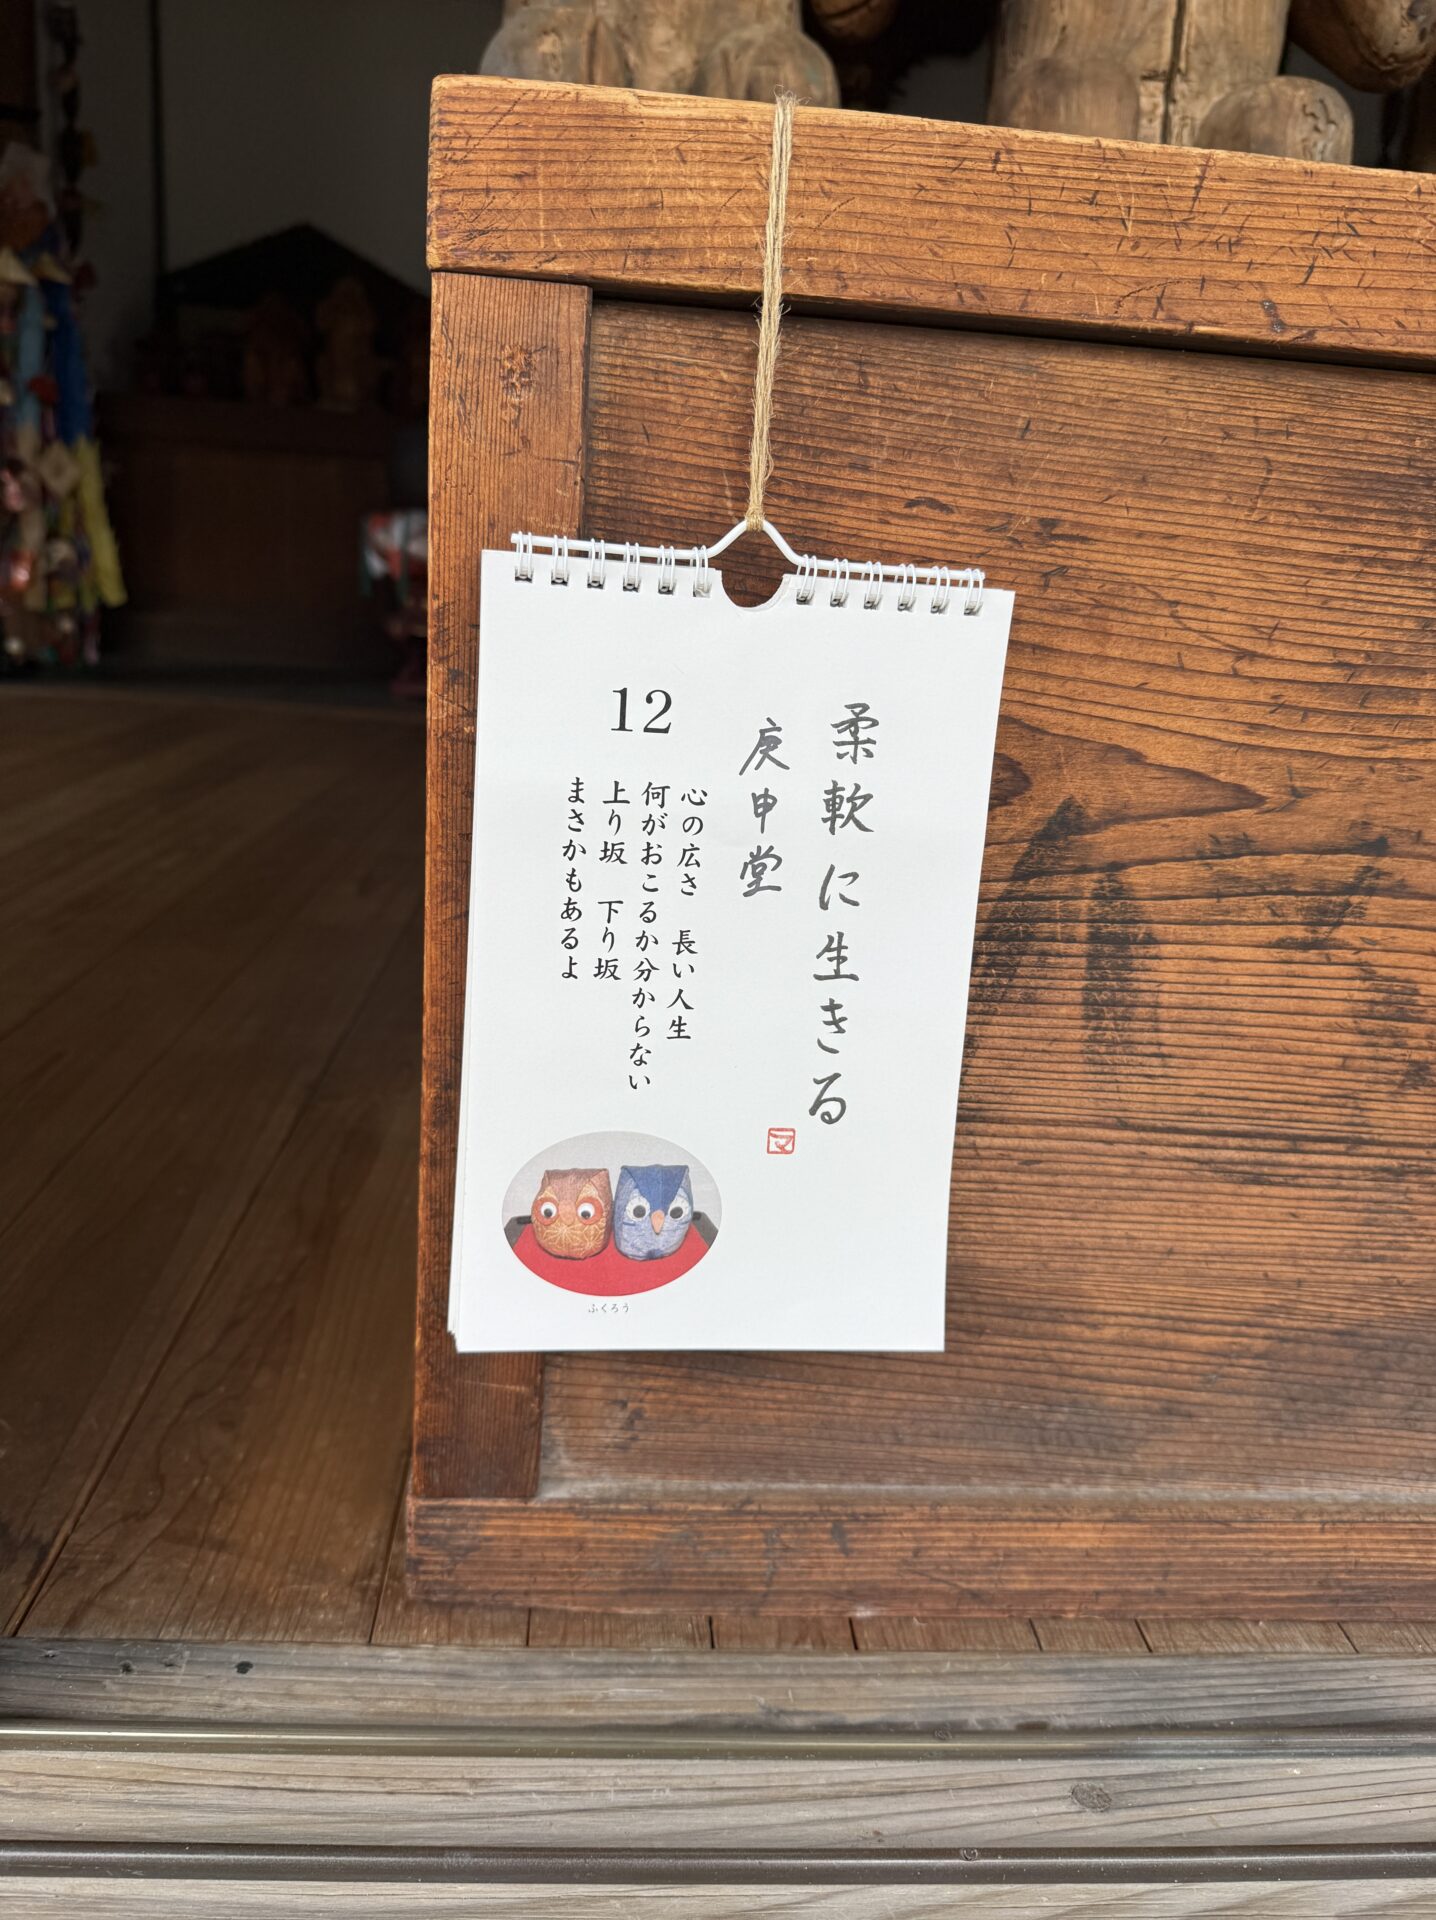 柔軟に生きる
庚申堂
12
心の広さ　長い人生
何がおこるか分からない
上り坂　下り坂
まさかもあるよ
ふくろう